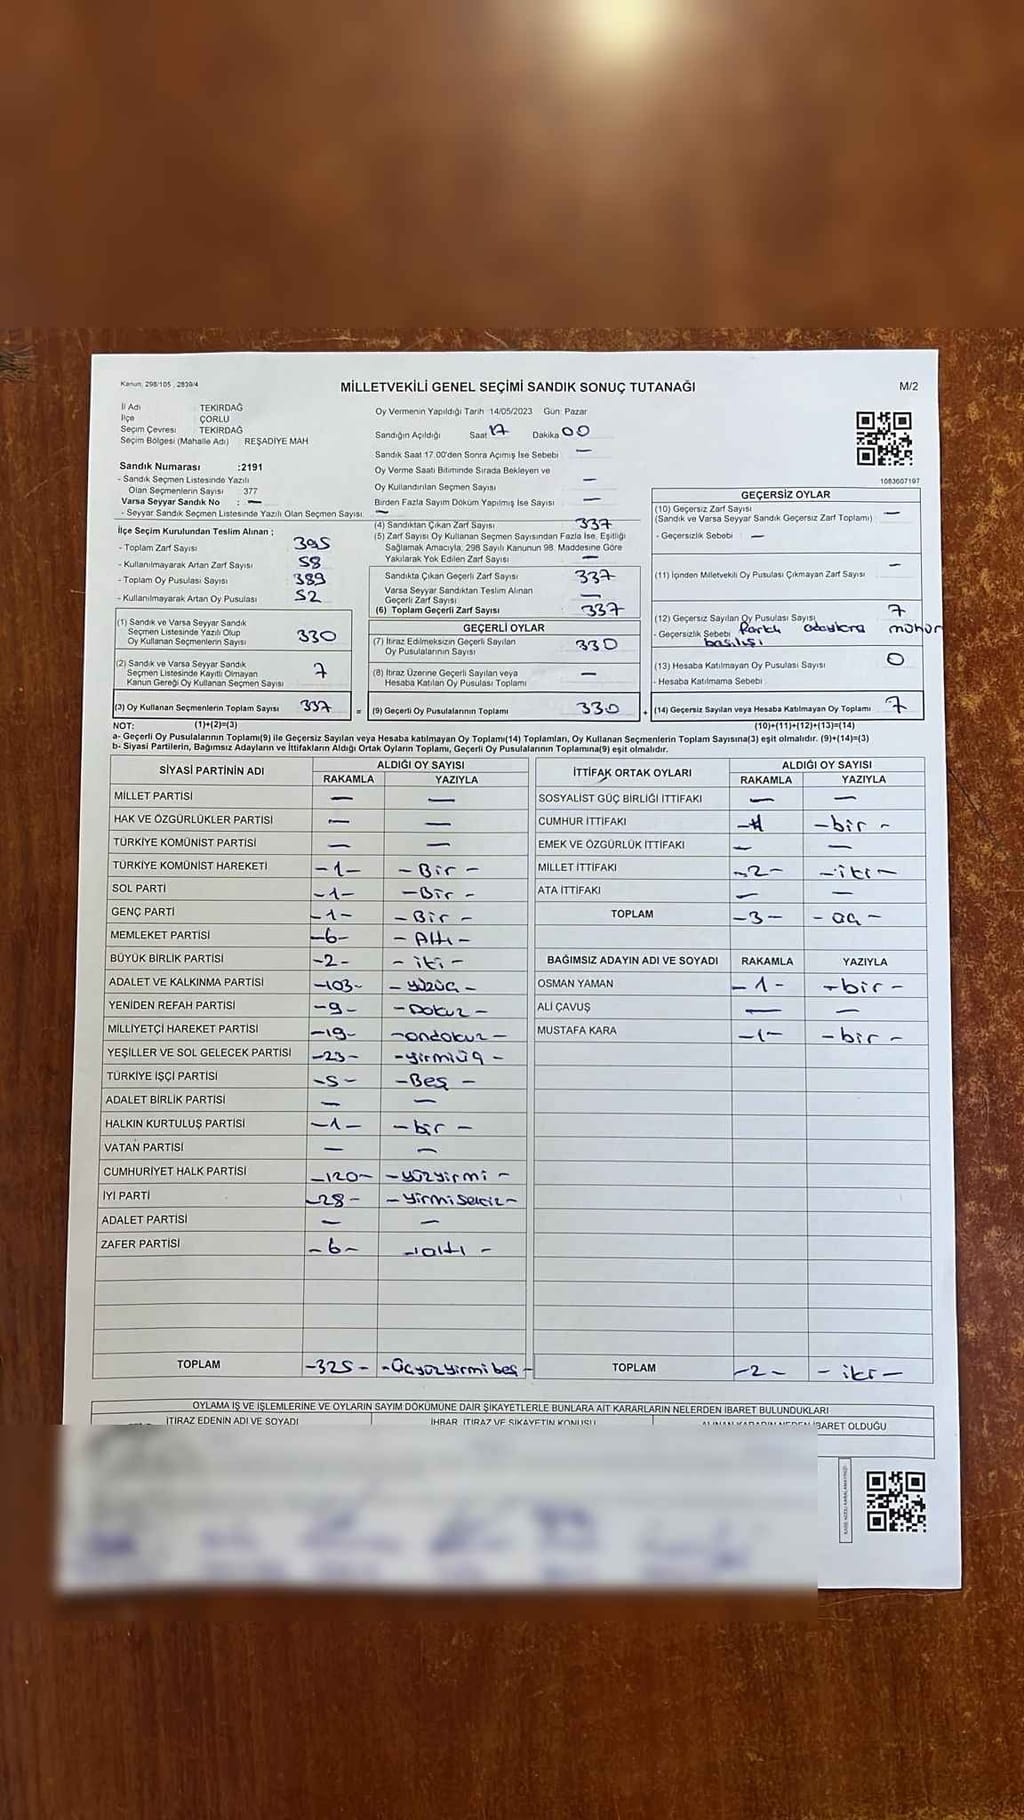 Kanun, 298/105 , 2839/4
MİLLETVEKİLİ GENEL SEÇİMİ SANDIK SONUÇ TUTANAĞI
M/2
İl Adı TEKİRDAĞ
İlçe ÇORLU
Seçim Çevresi TEKİRDAĞ
Seçim Bölgesi (Mahalle Adı) REŞADİYE MAH
Sandık Numarası :2191
- Sandık Seçmen Listesinde Yazılı
Olan Seçmenlerin Sayısı 377
Varsa Seyyar Sandık No : —
- Seyyar Sandık Seçmen Listesinde Yazılı Olan Seçmen Sayısı. —
İlçe Seçim Kurulundan Teslim Alınan ;
- Toplam Zarf Sayısı 395
- Kullanılmayarak Artan Zarf Sayısı 58
- Toplam Oy Pusulası Sayısı 389
- Kullanılmayarak Artan Oy Pusulası 52
(1) Sandık ve Varsa Seyyar Sandık
Seçmen Listesinde Yazılı Olup
Oy Kullanan Seçmenlerin Sayısı 330
(2) Sandık ve Varsa Seyyar Sandık
Seçmen Listesinde Kayıtlı Olmayan
Kanun Gereği Oy Kullanan Seçmen Sayısı 7
(3) Oy Kullanan Seçmenlerin Toplam Sayısı 337 =
Oy Vermenin Yapıldığı Tarih 14/05/2023 Gün: Pazar
Sandığın Açıldığı Saat 17 Dakika 00
Sandık Saat 17.00'den Sonra Açımış İse Sebebi —
Oy Verme Saati Bitiminde Sırada Bekleyen ve
Oy Kullandırılan Seçmen Sayısı —
Birden Fazla Sayım Döküm Yapılmış İse Sayısı —
(4) Sandıktan Çıkan Zarf Sayısı 337
(5) Zarf Sayısı Oy Kullanan Seçmen Sayısından Fazla İse, Eşitliği
Sağlamak Amacıyla, 298 Sayılı Kanunun 98. Maddesine Göre
Yakılarak Yok Edilen Zarf Sayısı —
Sandıkta Çıkan Geçerli Zarf Sayısı 337
Varsa Seyyar Sandıktan Teslim Alınan
Geçerli Zarf Sayısı —
(6) Toplam Geçerli Zarf Sayısı 337
GEÇERLİ OYLAR
(7) İtiraz Edilmeksizin Geçerli Sayılan
Oy Pusulalarının Sayısı 330
(8) İtiraz Üzerine Geçerli Sayılan veya
Hesaba Katılan Oy Pusulaları Toplamı —
(9) Geçerli Oy Pusulalarının Toplamı 330 +
1083607197
GEÇERSİZ OYLAR
(10) Geçersiz Zarf Sayısı
(Sandık ve Varsa Seyyar Sandık Geçersiz Zarf Toplamı) —
- Geçersizlik Sebebi —
(11) İçinden Milletvekili Oy Pusulası Çıkmayan Zarf Sayısı —
(12) Geçersiz Sayılan Oy Pusulası Sayısı 7
- Geçersizlik Sebebi Farklı adaylara mühür
basılışı
(13) Hesaba Katılmayan Oy Pusulası Sayısı 0
- Hesaba Katılmama Sebebi
(14) Geçersiz Sayılan veya Hesaba Katılmayan Oy Toplamı 7
NOT: (1)+(2)=(3) (10)+(11)+(12)+(13)=(14)
a- Geçerli Oy Pusulalarının Toplamı(9) ile Geçersiz Sayılan veya Hesaba katılmayan Oy Toplamı(14) Toplamları, Oy Kullanan Seçmenlerin Toplam Sayısına(3) eşit olmalıdır. (9)+(14)=(3)
b- Siyasi Partilerin, Bağımsız Adayların ve İttifakların Aldığı Ortak Oyların Toplamı, Geçerli Oy Pusulalarının Toplamına(9) eşit olmalıdır.
SİYASİ PARTİNİN ADI ALDIĞI OY SAYISI
RAKAMLA YAZIYLA
MİLLET PARTİSİ — —
HAK VE ÖZGÜRLÜKLER PARTİSİ — —
TÜRKİYE KOMÜNİST PARTİSİ — —
TÜRKİYE KOMÜNİST HAREKETİ -1- -Bir-
SOL PARTİ -1- -Bir-
GENÇ PARTİ -1- -Bir-
MEMLEKET PARTİSİ -6- -Altı-
BÜYÜK BİRLİK PARTİSİ -2- -iki-
ADALET VE KALKINMA PARTİSİ -103- -yüzüç-
YENİDEN REFAH PARTİSİ -9- -Dokuz-
MİLLİYETÇİ HAREKET PARTİSİ -19- -ondokuz-
YEŞİLLER VE SOL GELECEK PARTİSİ -23- -yirmiüç-
TÜRKİYE İŞÇİ PARTİSİ -5- -Beş-
ADALET BİRLİK PARTİSİ — —
HALKIN KURTULUŞ PARTİSİ -1- -bir-
VATAN PARTİSİ — —
CUMHURİYET HALK PARTİSİ -120- -yüzyirmi-
İYİ PARTİ -28- -yirmisekiz-
ADALET PARTİSİ — —
ZAFER PARTİSİ -6- -altı-
TOPLAM -325- -Üçyüzyirmibeş-
İTTİFAK ORTAK OYLARI ALDIĞI OY SAYISI
RAKAMLA YAZIYLA
SOSYALİST GÜÇ BİRLİĞİ İTTİFAKI — —
CUMHUR İTTİFAKI -1 -bir-
EMEK VE ÖZGÜRLÜK İTTİFAKI — —
MİLLET İTTİFAKI -2- -iki-
ATA İTTİFAKI — —
TOPLAM -3- -üç-
BAĞIMSIZ ADAYIN ADI VE SOYADI RAKAMLA YAZIYLA
OSMAN YAMAN -1- -bir-
ALİ ÇAVUŞ — —
MUSTAFA KARA -1- -bir-
TOPLAM -2- -iki-
OYLAMA İŞ VE İŞLEMLERİNE VE OYLARIN SAYIM DÖKÜMÜNE DAİR ŞİKAYETLERLE BUNLARA AİT KARARLARIN NELERDEN İBARET BULUNDUKLARI
İTİRAZ EDENİN ADI VE SOYADI İHBAR, İTİRAZ VE ŞİKAYETİN KONUSU ALINAN KARARIN NEDEN İBARET OLDUĞU